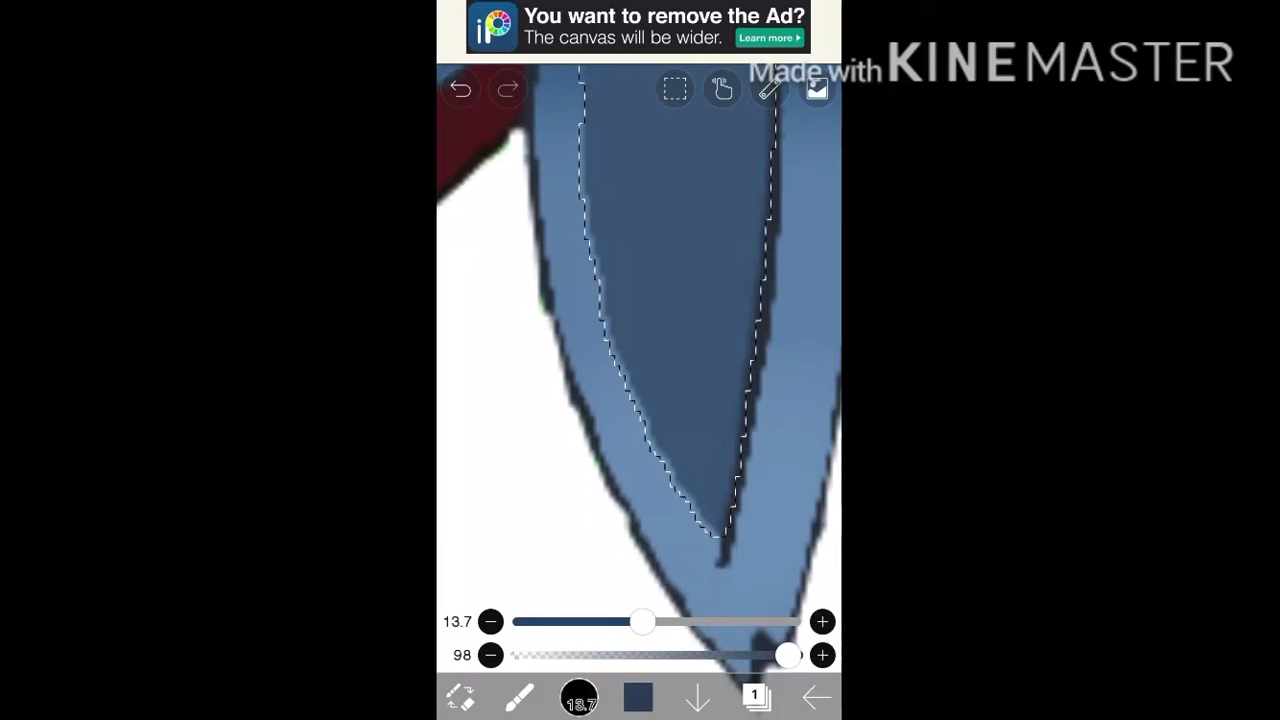 iP
You want to remove the Ad?
The canvas will be wider.
Learn more
Made with KINEMASTER
13.7
98
13.7
1